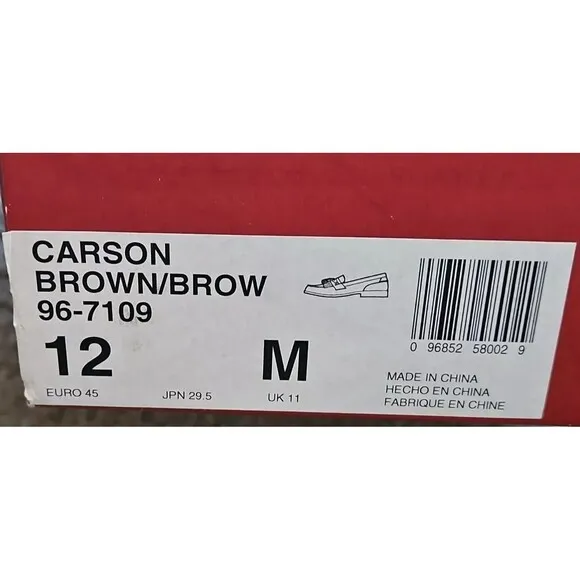 CARSON
BROWN/BROW
96-7109
12 M
EURO 45 JPN 29.5 UK 11
0 96852 58002 9
MADE IN CHINA
HECHO EN CHINA
FABRIQUE EN CHINE